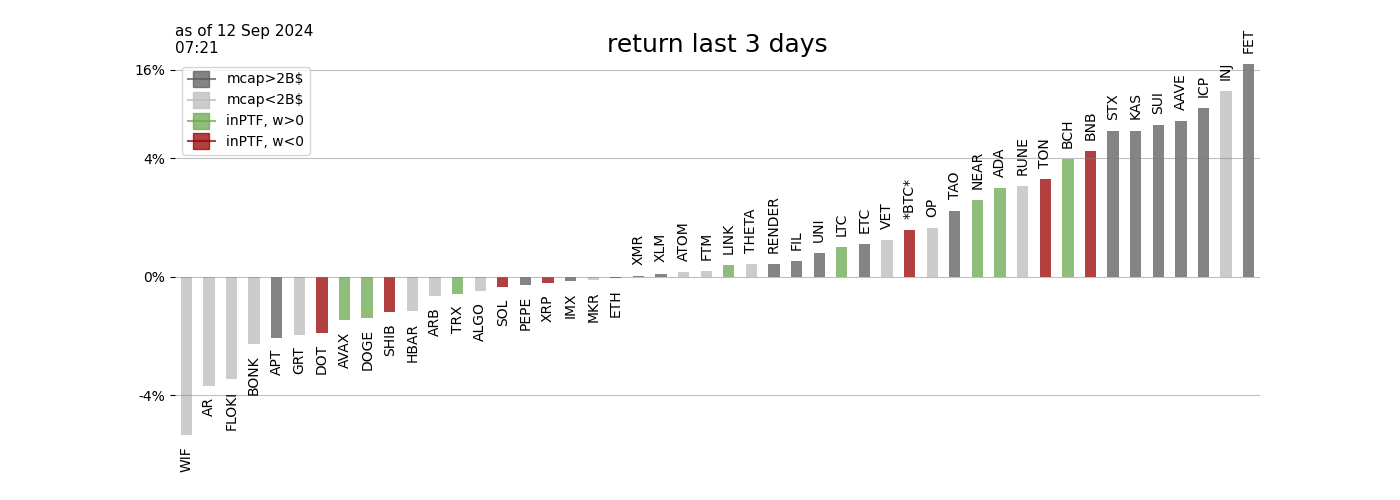 as of 12 Sep 2024
07:21
return last 3 days
16%
4%
0%
-4%
mcap>2B$
mcap<2B$
inPTF, w>0
inPTF, w<0
WIF
AR
FLOKI
BONK
APT
GRT
DOT
AVAX
DOGE
SHIB
HBAR
ARB
TRX
ALGO
SOL
PEPE
XRP
IMX
MKR
ETH
XMR
XLM
ATOM
FTM
LINK
THETA
RENDER
FIL
UNI
LTC
ETC
VET
*BTC*
OP
TAO
NEAR
ADA
RUNE
TON
BCH
BNB
STX
KAS
SUI
AAVE
ICP
INJ
FET